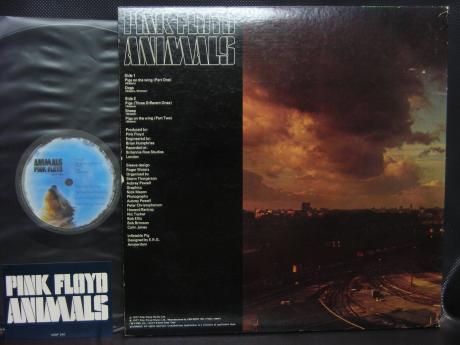 PINK FLOYD
ANIMALS
Side 1
Pigs on the wing (Part One)
Dogs
Side 2
Pigs (Three Different Ones)
Sheep
Pigs on the wing (Part Two)
Produced by:
Pink Floyd
Engineered by:
Brian Humphries
Recorded at:
Britannia Row Studios
London
Sleeve design
Roger Waters
Organised by
Storm Thorgerson
Aubrey Powell
Graphics
Nick Mason
Photography
Aubrey Powell
Peter Christopherson
Howard Bartrop
Nic Tucker
Bob Ellis
Rob Brimson
Colin Jones
Inflatable Pig
Designed by E.R.G.
Amsterdam
ANIMALS
PINK FLOYD
PINK FLOYD
ANIMALS